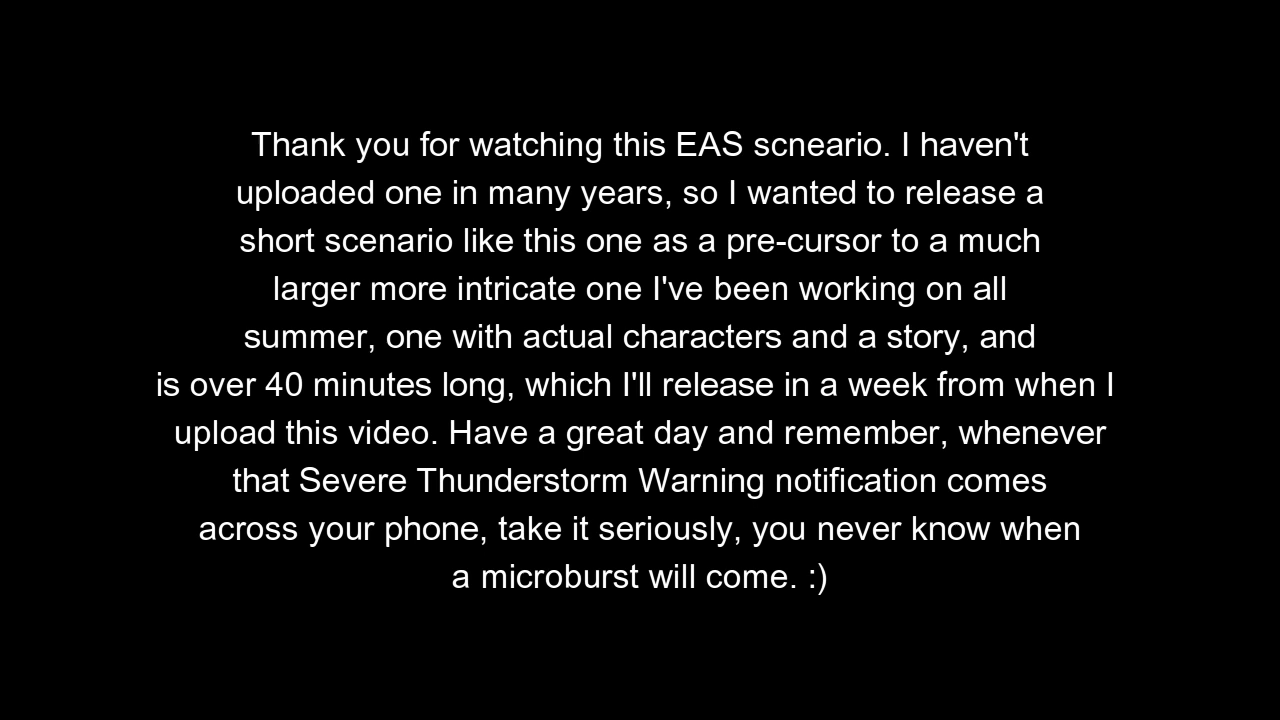 Thank you for watching this EAS scneario. I haven't
uploaded one in many years, so I wanted to release a
short scenario like this one as a pre-cursor to a much
larger more intricate one I've been working on all
summer, one with actual characters and a story, and
is over 40 minutes long, which I'll release in a week from when I
upload this video. Have a great day and remember, whenever
that Severe Thunderstorm Warning notification comes
across your phone, take it seriously, you never know when
a microburst will come. :)